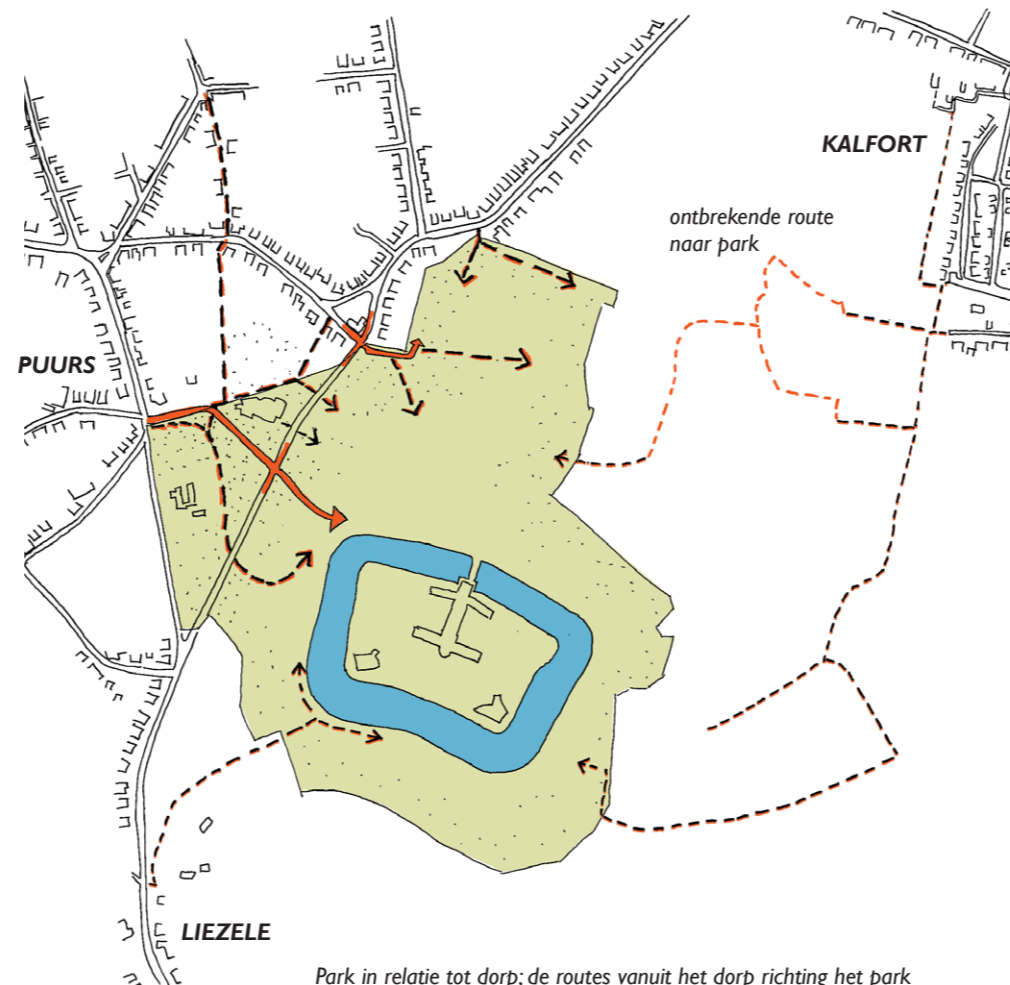 KALFORT
ontbrekende route
naar park
PUURS
LIEZELE
Park in relatie tot dorp; de routes vanuit het dorp richting het park